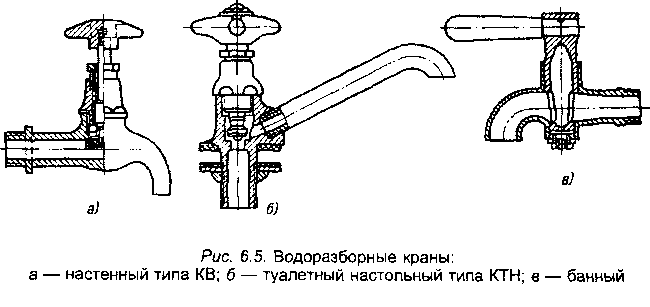 а) б) в)
Рис. 6.5. Водоразборные краны:
а — настенный типа КВ; б — туалетный настольный типа КТН; в — банный